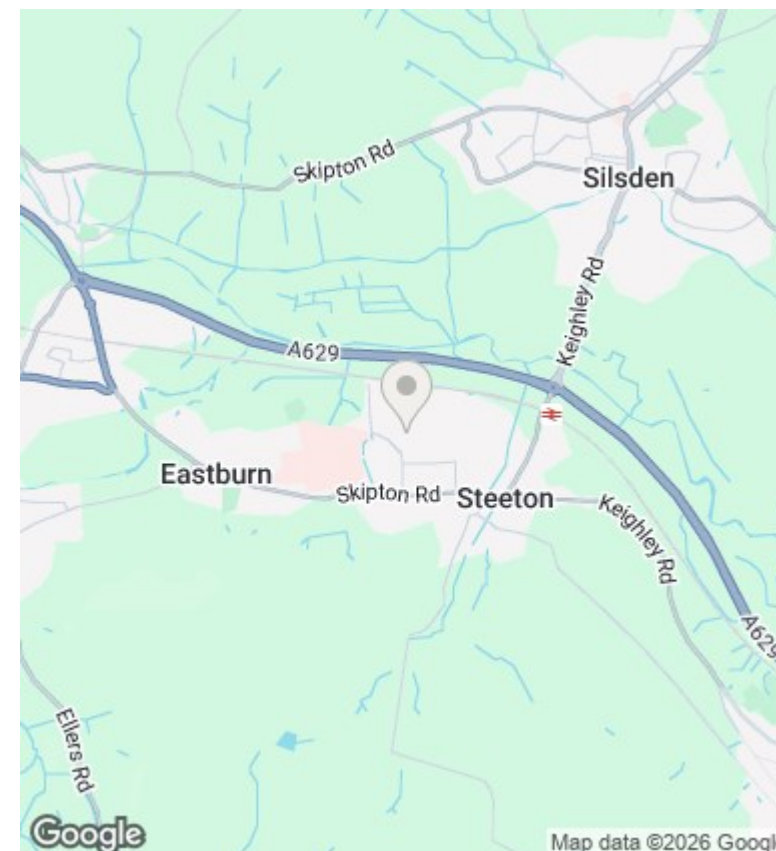 Skipton Rd
Silsden
Keighley Rd
A629
Eastburn
Skipton Rd
Steeton
Keighley Rd
A629
Ellers Rd
Google
Map data ©2026 Google